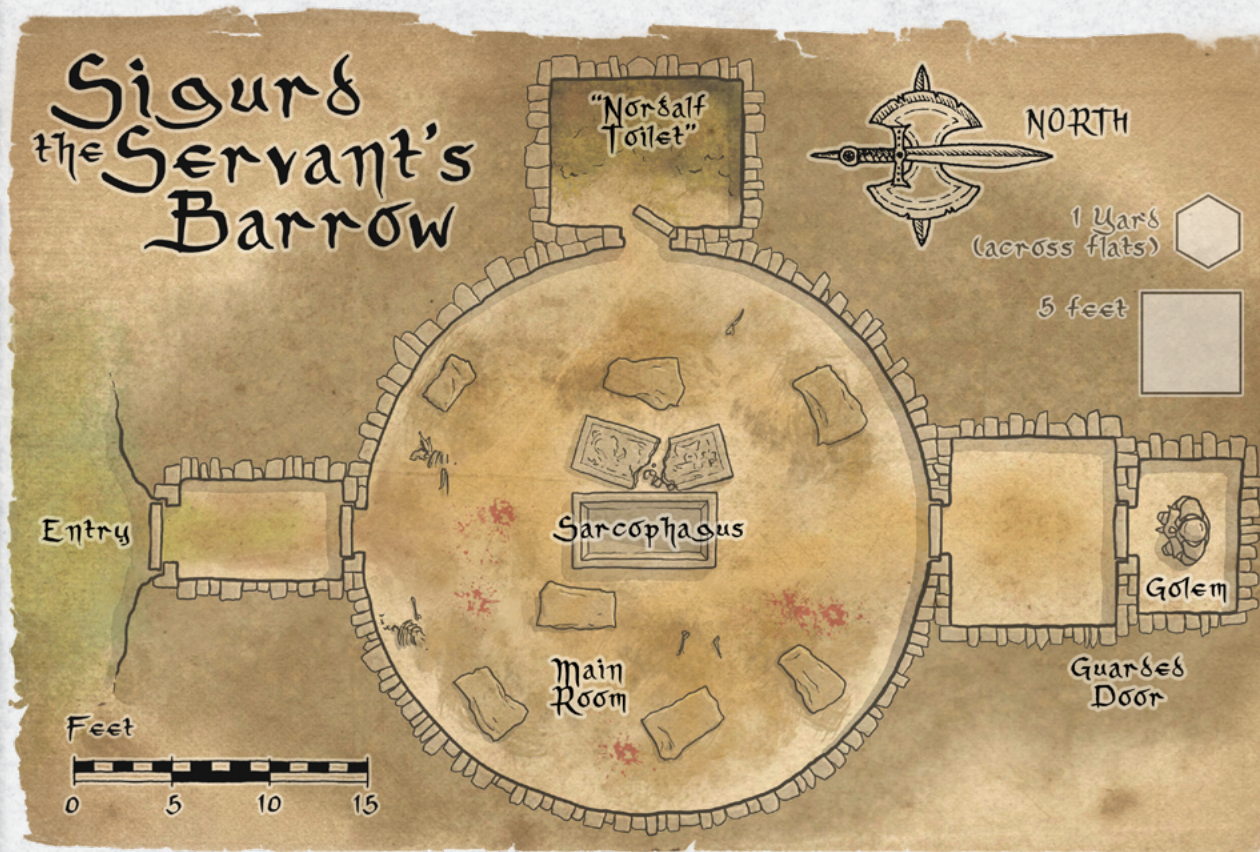 Sigurd
the Servant's
Barrow
"Nordalf
Toilet"
NORTH
1 Yard
(across flats)
5 feet
Entry
Sarcophagus
Golem
Main
Room
Guarded
Door
Feet
0 5 10 15